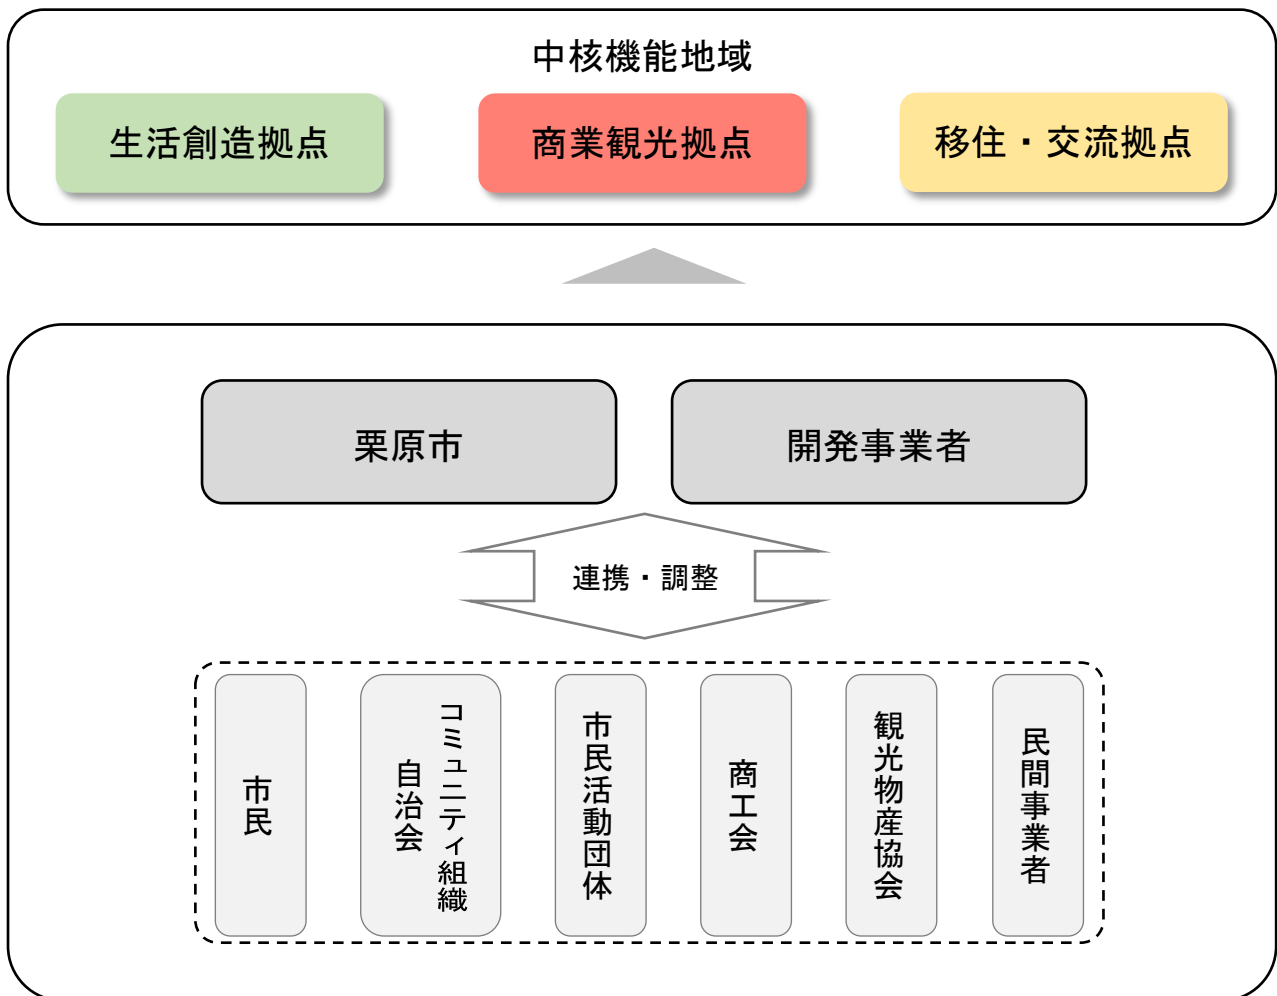 中核機能地域
生活創造拠点
商業観光拠点
移住・交流拠点
栗原市
開発事業者
連携・調整
市民
コミュニティ組織
自治会
市民活動団体
商工会
観光物産協会
民間事業者